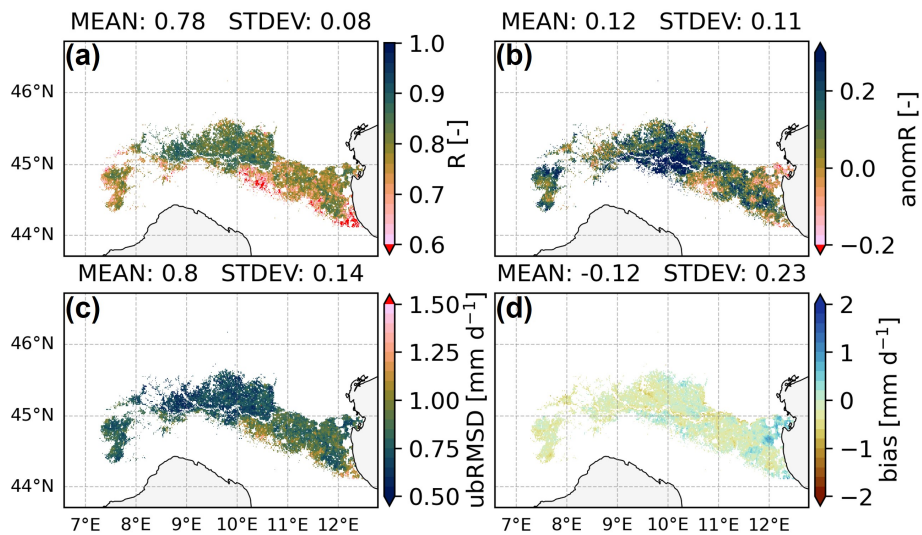 MEAN: 0.78 STDEV: 0.08
MEAN: 0.12 STDEV: 0.11
(a)
46°N
45°N
44°N
1.0
0.9
0.8
0.7
0.6
R [-]
(b)
0.2
0.0
−0.2
anomR [-]
MEAN: 0.8 STDEV: 0.14
MEAN: -0.12 STDEV: 0.23
(c)
46°N
45°N
44°N
7°E 8°E 9°E 10°E 11°E 12°E
1.50
1.25
1.00
0.75
0.50
ubRMSD [mm d⁻¹]
(d)
7°E 8°E 9°E 10°E 11°E 12°E
2
1
0
−1
−2
bias [mm d⁻¹]